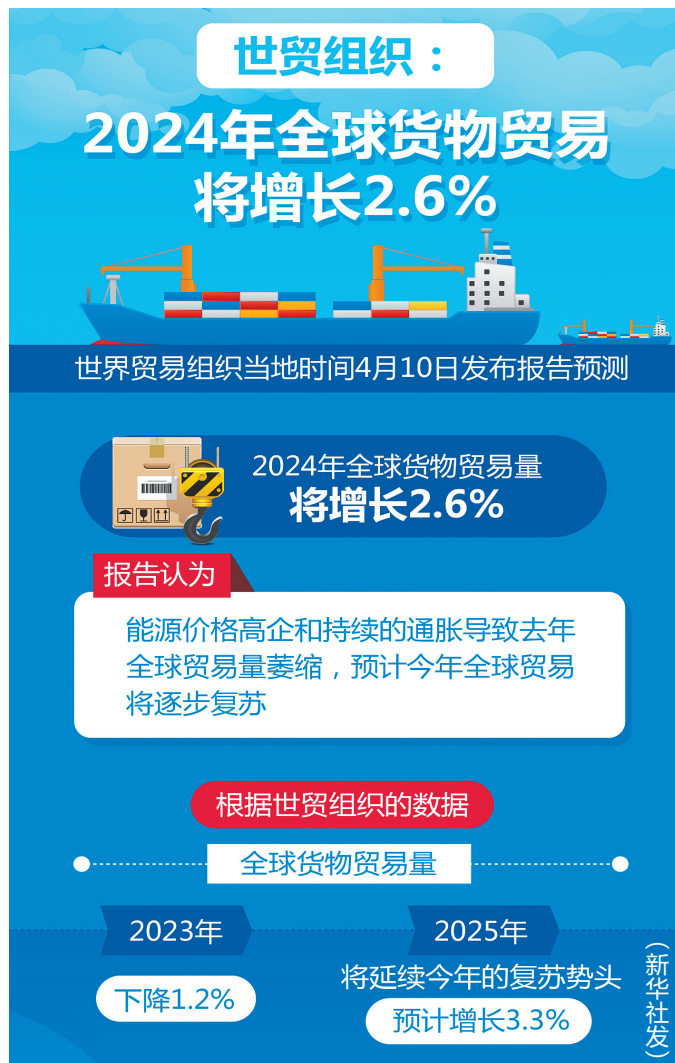 世贸组织：
2024年全球货物贸易
将增长2.6%
世界贸易组织当地时间4月10日发布报告预测
2024年全球货物贸易量
将增长2.6%
报告认为
能源价格高企和持续的通胀导致去年
全球贸易量萎缩，预计今年全球贸易
将逐步复苏
根据世贸组织的数据
全球货物贸易量
2023年
下降1.2%
2025年
将延续今年的复苏势头
预计增长3.3%
（新华社发）